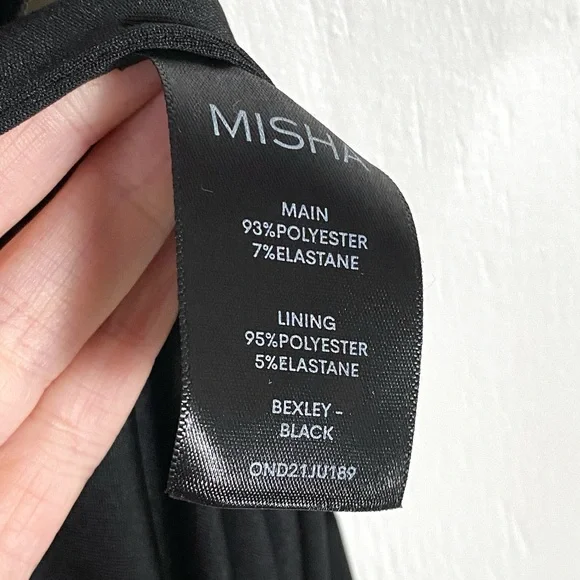 MISHA
MAIN
93%POLYESTER
7%ELASTANE
LINING
95%POLYESTER
5%ELASTANE
BEXLEY -
BLACK
OND21JU189